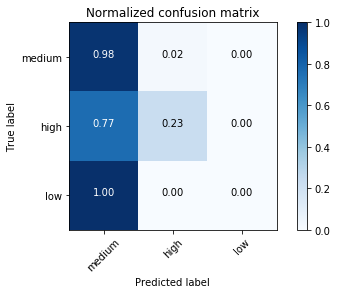 Normalized confusion matrix
True label
medium
0.98 0.02 0.00
high
0.77 0.23 0.00
low
1.00 0.00 0.00
medium high low
Predicted label
1.0
0.8
0.6
0.4
0.2
0.0